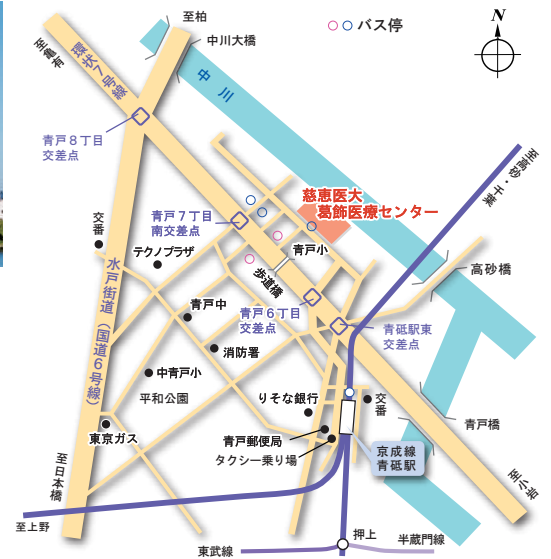 至柏
バス停
N
中川大橋
至亀有
環状7号線
中川
青戸8丁目
交差点
至高砂・千葉
慈恵医大
葛飾医療センター
青戸7丁目
南交差点
交番
テクノプラザ
青戸小
高砂橋
歩道橋
水戸街道（国道6号線）
青戸中
青戸6丁目
交差点
青砥駅東
交差点
消防署
中青戸小
平和公園
りそな銀行
交番
青戸橋
東京ガス
青戸郵便局
タクシー乗り場
京成線
青砥駅
至日本橋
至小岩
至上野
押上
東武線
半蔵門線